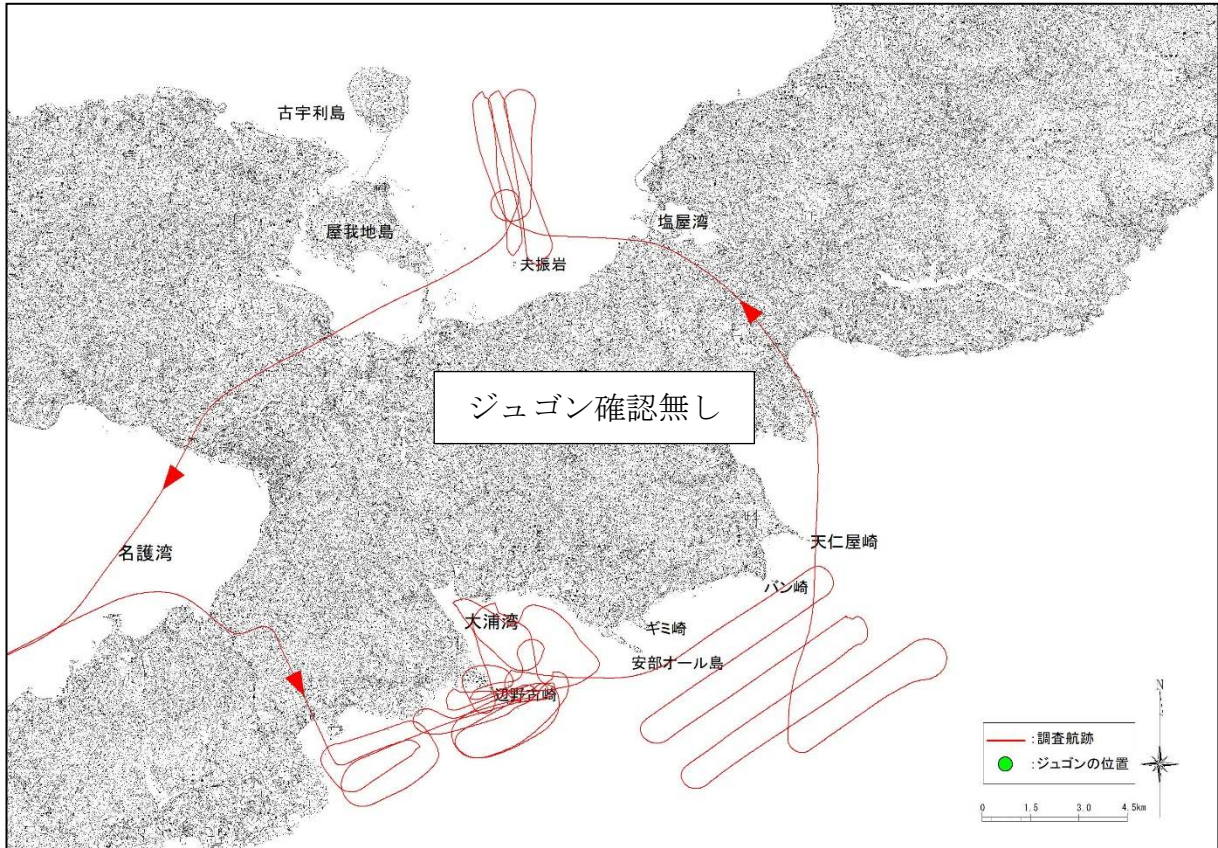 古宇利島
屋我地島
塩屋湾
夫振岩
ジュゴン確認無し
名護湾
天仁屋崎
バン崎
大浦湾
ギミ崎
安部オール島
辺野古崎
N
:調査航跡
:ジュゴンの位置
0 1.5 3.0 4.5km